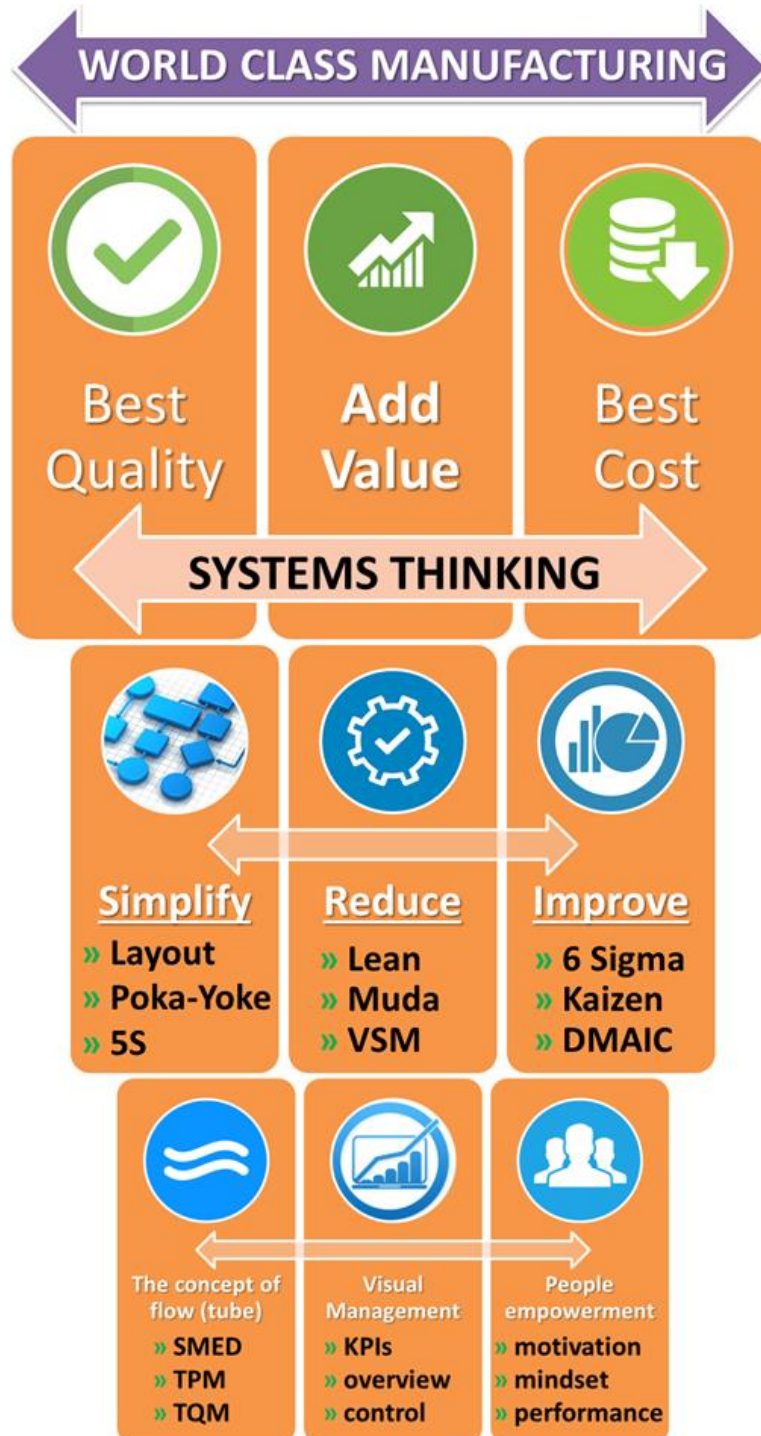 WORLD CLASS MANUFACTURING
Best
Quality
Add
Value
Best
Cost
SYSTEMS THINKING
Simplify
» Layout
» Poka-Yoke
» 5S
Reduce
» Lean
» Muda
» VSM
Improve
» 6 Sigma
» Kaizen
» DMAIC
The concept of
flow (tube)
» SMED
» TPM
» TQM
Visual
Management
» KPIs
» overview
» control
People
empowerment
» motivation
» mindset
» performance